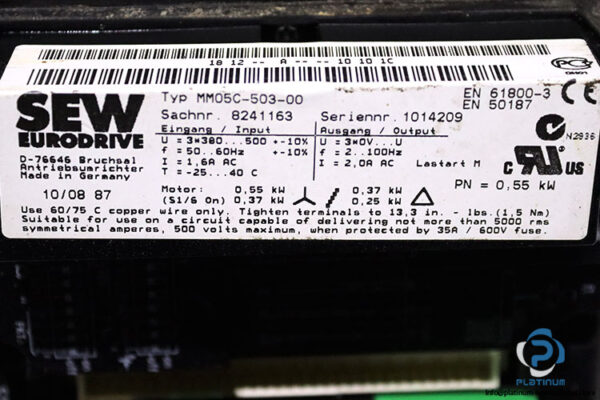 18 12 -- A -- -- 10 10 1C
SEW
EURODRIVE
D-76646 Bruchsal
Antriebsumrichter
Made in Germany
10/08 87
Typ MM05C-503-00
Sachnr. 8241163
Seriennr. 1014209
EN 61800-3
EN 50187
CE
N2936
Eingang / Input
U = 3*380...500 +-10%
f = 50..60Hz +-10%
I = 1,6A AC
T = -25...40 C
Ausgang / Output
U = 3*0V...U
f = 2...100Hz
I = 2,0A AC
Lastart M
c UR US
PN = 0,55 kW
Motor: 0,55 kW / 0,37 kW
(S1/6 On) 0,37 kW / 0,25 kW
Use 60/75 C copper wire only. Tighten terminals to 13,3 in. - lbs.(1,5 Nm)
Suitable for use on a circuit capable of delivering not more than 5000 rms
symmetrical amperes, 500 volts maximum, when protected by 35A / 600V fuse.
PLATINUM